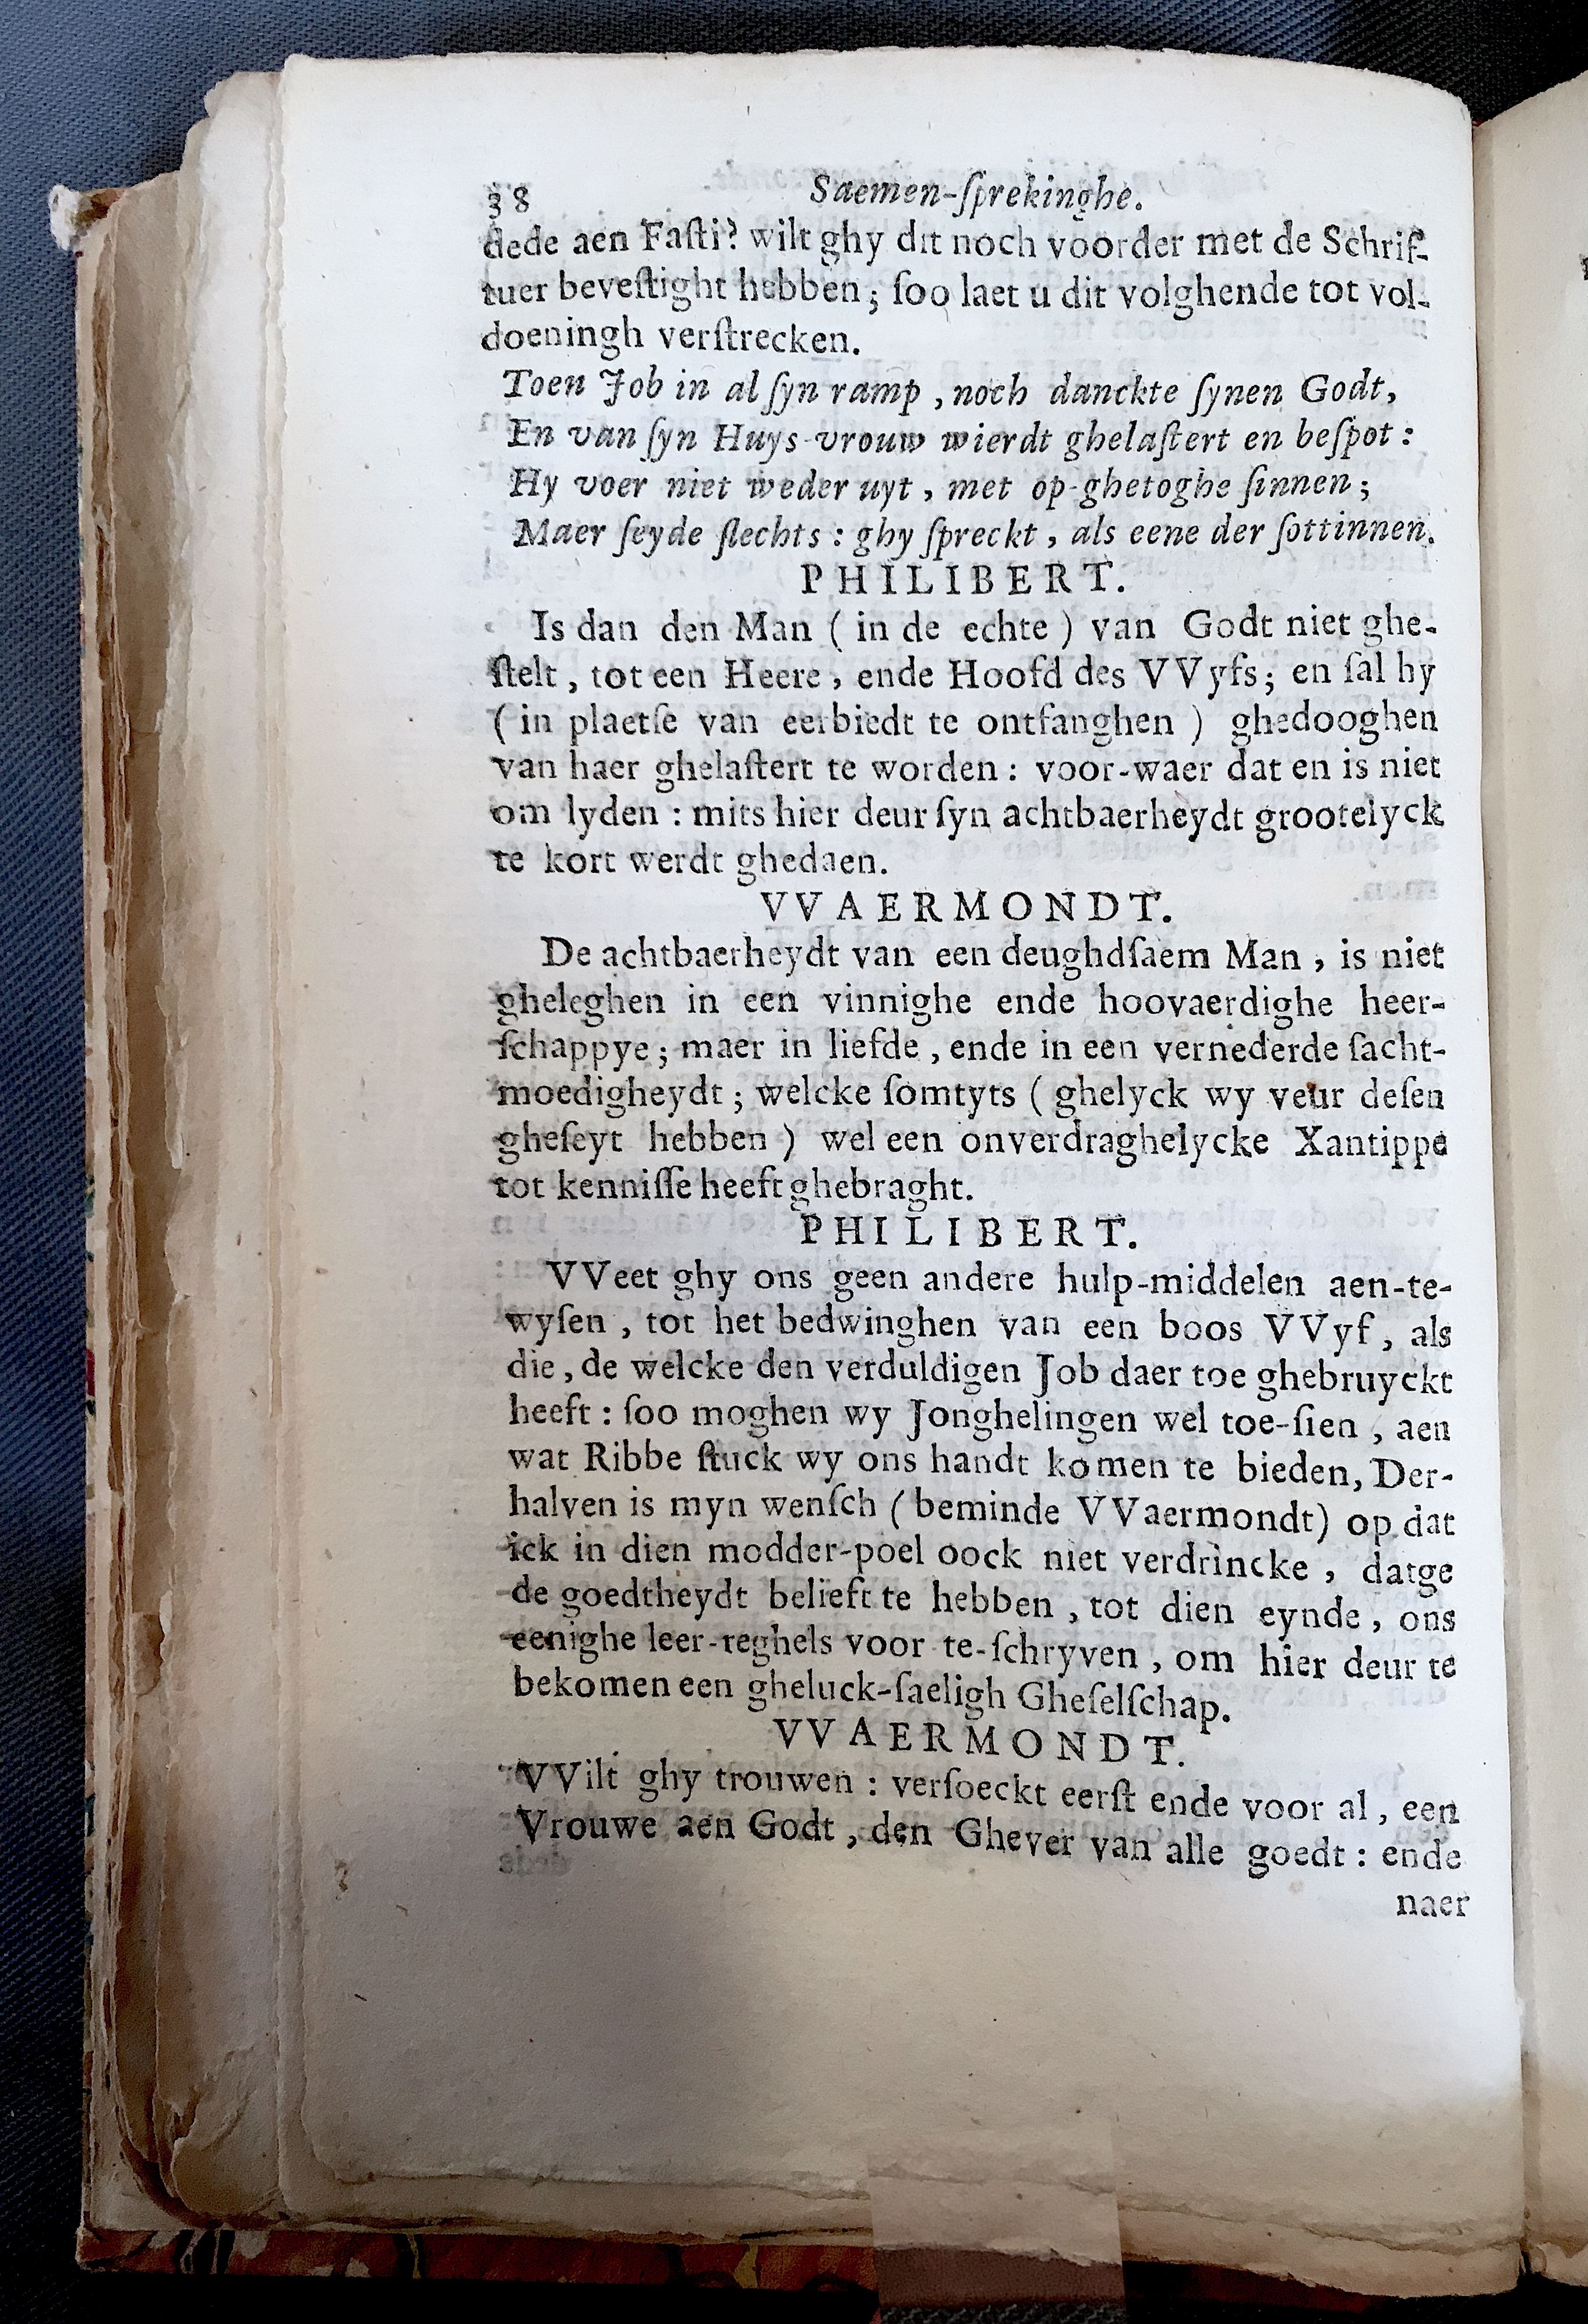 38 Saemen-ſprekinghe.
dede aen Faſti? wilt ghy dit noch voorder met de Schrif-
tuer beveſtight hebben; ſoo laet u dit volghende tot vol-
doeningh verſtrecken.
Toen Job in al ſyn ramp, noch danckte ſynen Godt,
En van ſyn Huys-vrouw wierdt ghelaſtert en beſpot:
Hy voer niet weder uyt, met op-ghetoghe ſinnen;
Maer ſeyde ſlechts: ghy ſpreckt, als eene der ſottinnen.
PHILIBERT.
Is dan den Man (in de echte) van Godt niet ghe-
ſtelt, tot een Heere, ende Hoofd des VVyfs; en ſal hy
(in plaetſe van eerbiedt te ontfanghen) ghedooghen
van haer ghelaſtert te worden: voor-waer dat en is niet
om lyden: mits hier deur ſyn achtbaerheydt grootelyck
te kort werdt ghedaen.
VVAERMONDT.
De achtbaerheydt van een deughdſaem Man, is niet
gheleghen in een vinnighe ende hoovaerdighe heer-
ſchappye; maer in liefde, ende in een vernederde ſacht-
moedigheydt; welcke ſomtyts (ghelyck wy veur deſen
gheſeyt hebben) wel een onverdraghelycke Xantippe
tot kenniſſe heeft ghebraght.
PHILIBERT.
VVeet ghy ons geen andere hulp-middelen aen-te-
wyſen, tot het bedwinghen van een boos VVyf, als
die, de welcke den verduldigen Job daer toe ghebruyckt
heeft: ſoo moghen wy Jonghelingen wel toe-ſien, aen
wat Ribbe ſtuck wy ons handt komen te bieden, Der-
halven is myn wenſch (beminde VVaermondt) op dat
ick in dien modder-poel oock niet verdrincke, datge
de goedtheydt belieft te hebben, tot dien eynde, ons
eenighe leer-reghels voor te-ſchryven, om hier deur te
bekomen een gheluck-ſaeligh Gheſelſchap.
VVAERMONDT.
VVilt ghy trouwen: verſoeckt eerſt ende voor al, een
Vrouwe aen Godt, den Ghever van alle goedt: ende
naer